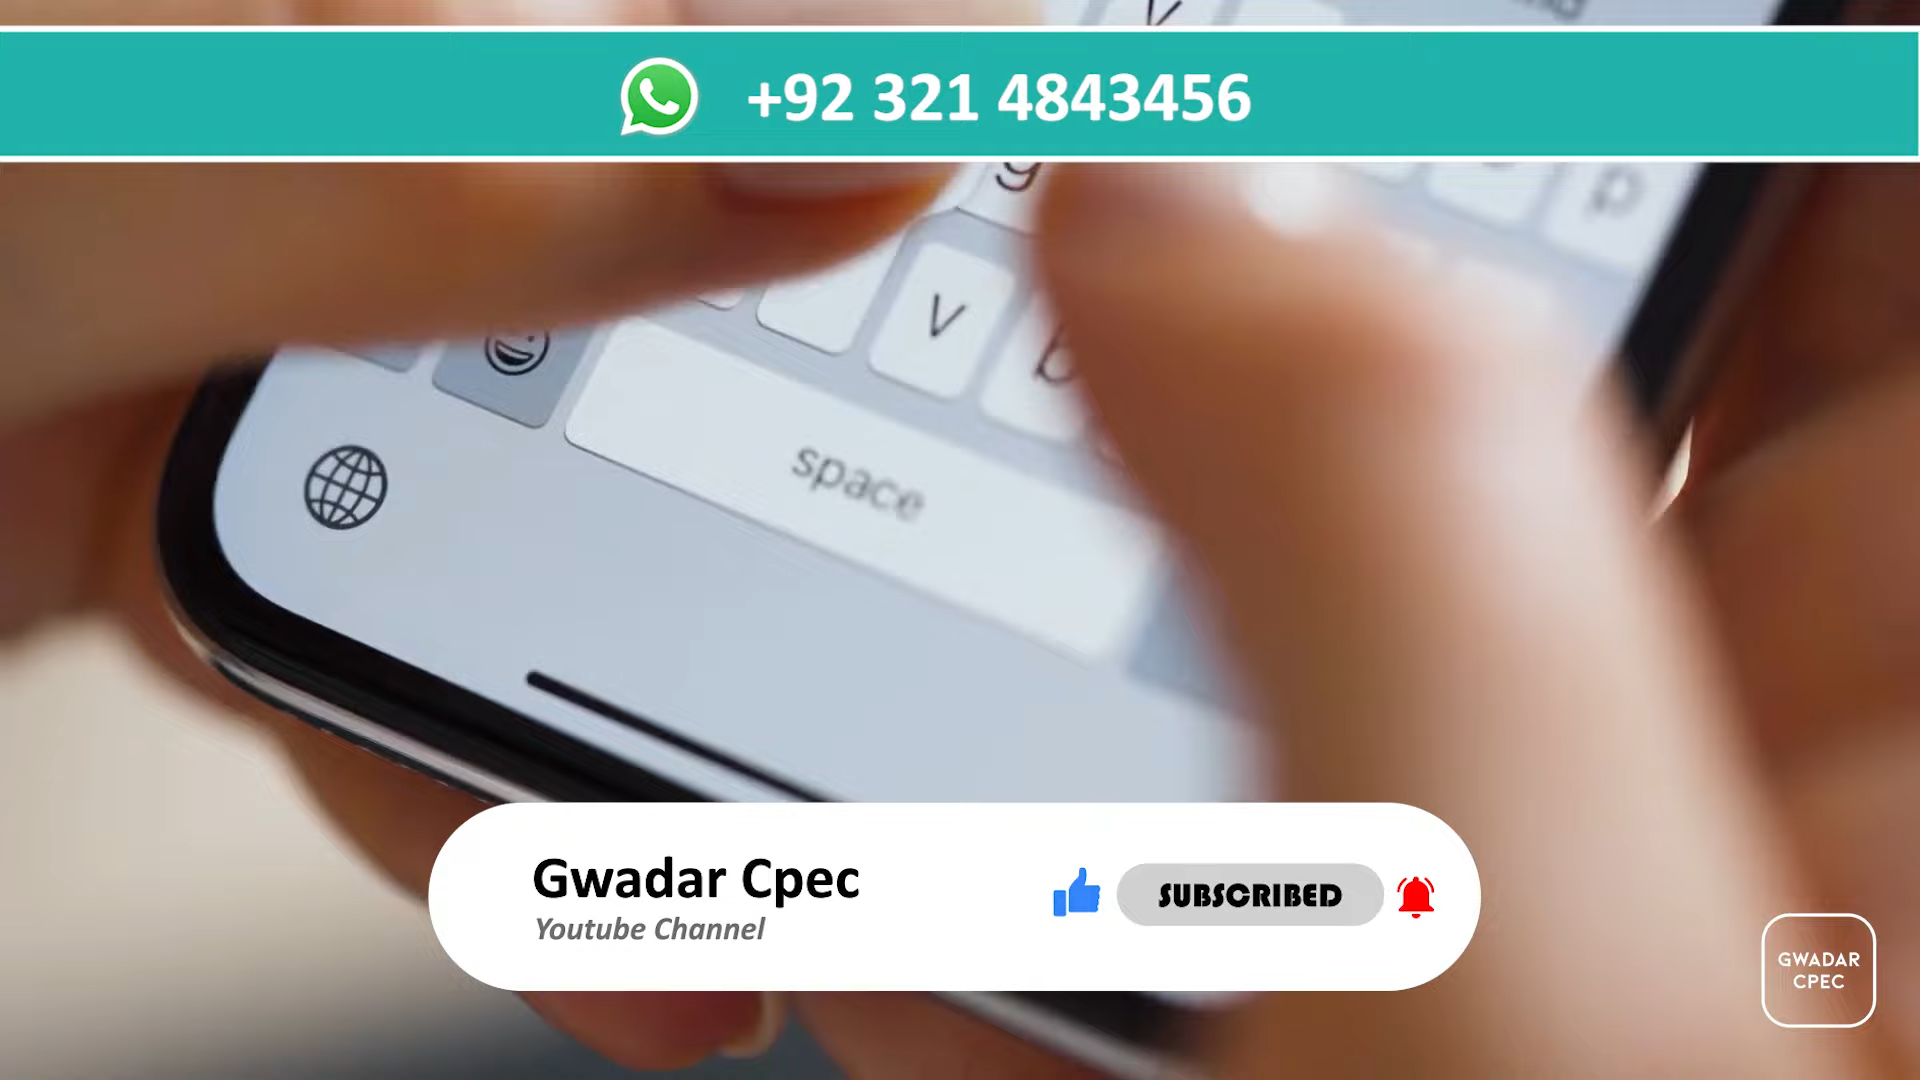 +92 321 4843456
g
p
v
b
space
Gwadar Cpec
Youtube Channel
SUBSCRIBED
GWADAR
CPEC